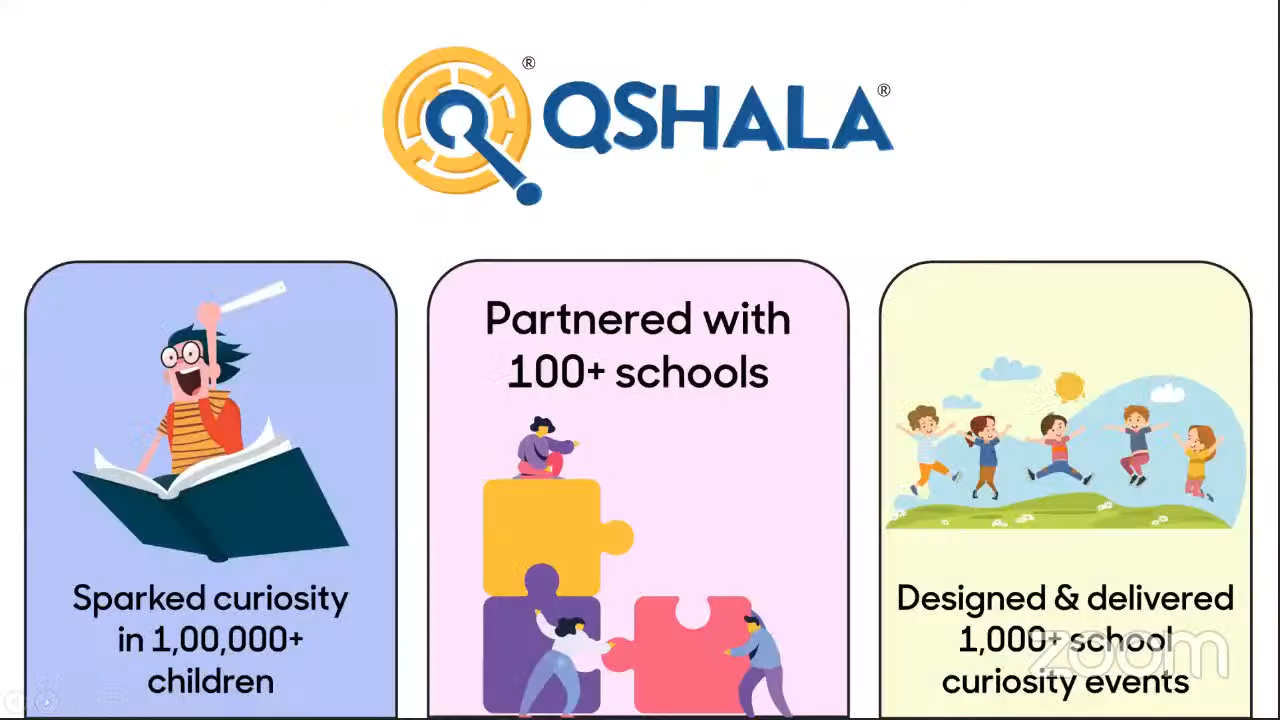 QSHALA®
®
Partnered with
100+ schools
Sparked curiosity
in 1,00,000+
children
Designed & delivered
1,000+ school
curiosity events
zoom